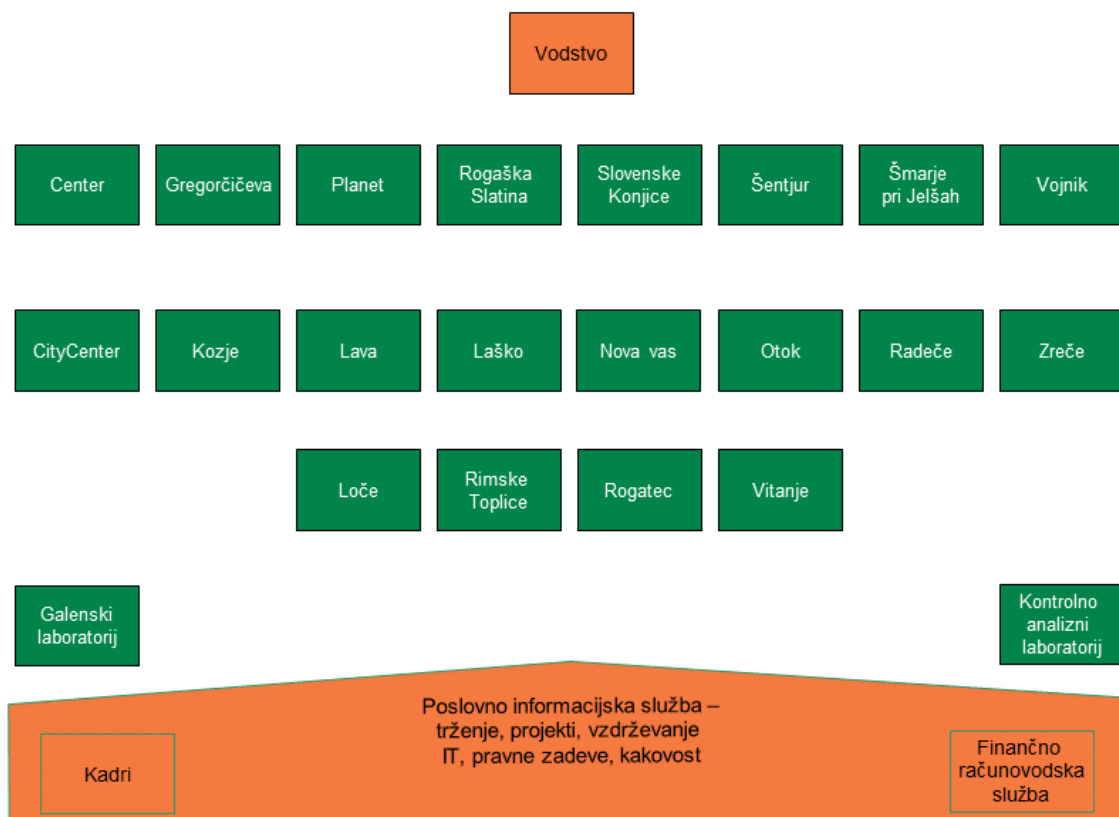 Vodstvo
Center
Gregorčičeva
Planet
Rogaška
Slatina
Slovenske
Konjice
Šentjur
Šmarje
pri Jelšah
Vojnik
CityCenter
Kozje
Lava
Laško
Nova vas
Otok
Radeče
Zreče
Loče
Rimske
Toplice
Rogatec
Vitanje
Galenski
laboratorij
Kontrolno
analizni
laboratorij
Poslovno informacijska služba –
trženje, projekti, vzdrževanje
IT, pravne zadeve, kakovost
Kadri
Finančno
računovodska
služba